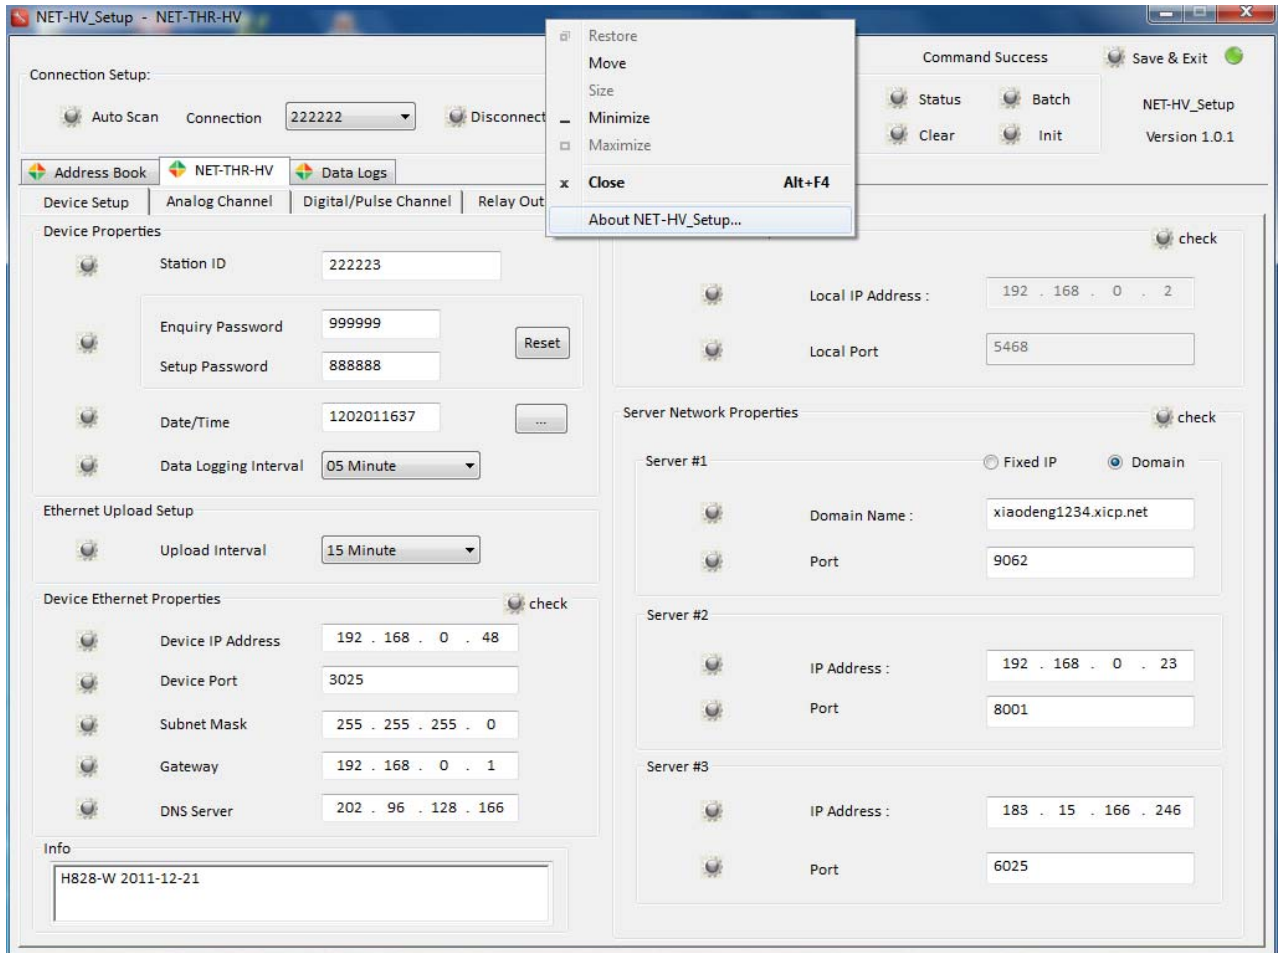 NET-HV_Setup - NET-THR-HV
Restore
Move
Size
Minimize
Maximize
Close Alt+F4
About NET-HV_Setup...
Command Success
Save & Exit
Connection Setup:
Auto Scan Connection 222222 Disconnect
Status Batch
Clear Init
NET-HV_Setup
Version 1.0.1
Address Book NET-THR-HV Data Logs
Device Setup Analog Channel Digital/Pulse Channel Relay Out
Device Properties
Station ID 222223
Enquiry Password 999999
Setup Password 888888
Reset
Date/Time 1202011637 ...
Data Logging Interval 05 Minute
Ethernet Upload Setup
Upload Interval 15 Minute
Device Ethernet Properties check
Device IP Address 192 . 168 . 0 . 48
Device Port 3025
Subnet Mask 255 . 255 . 255 . 0
Gateway 192 . 168 . 0 . 1
DNS Server 202 . 96 . 128 . 166
Info
H828-W 2011-12-21
check
Local IP Address : 192 . 168 . 0 . 2
Local Port 5468
Server Network Properties check
Server #1 Fixed IP Domain
Domain Name : xiaodeng1234.xicp.net
Port 9062
Server #2
IP Address : 192 . 168 . 0 . 23
Port 8001
Server #3
IP Address : 183 . 15 . 166 . 246
Port 6025